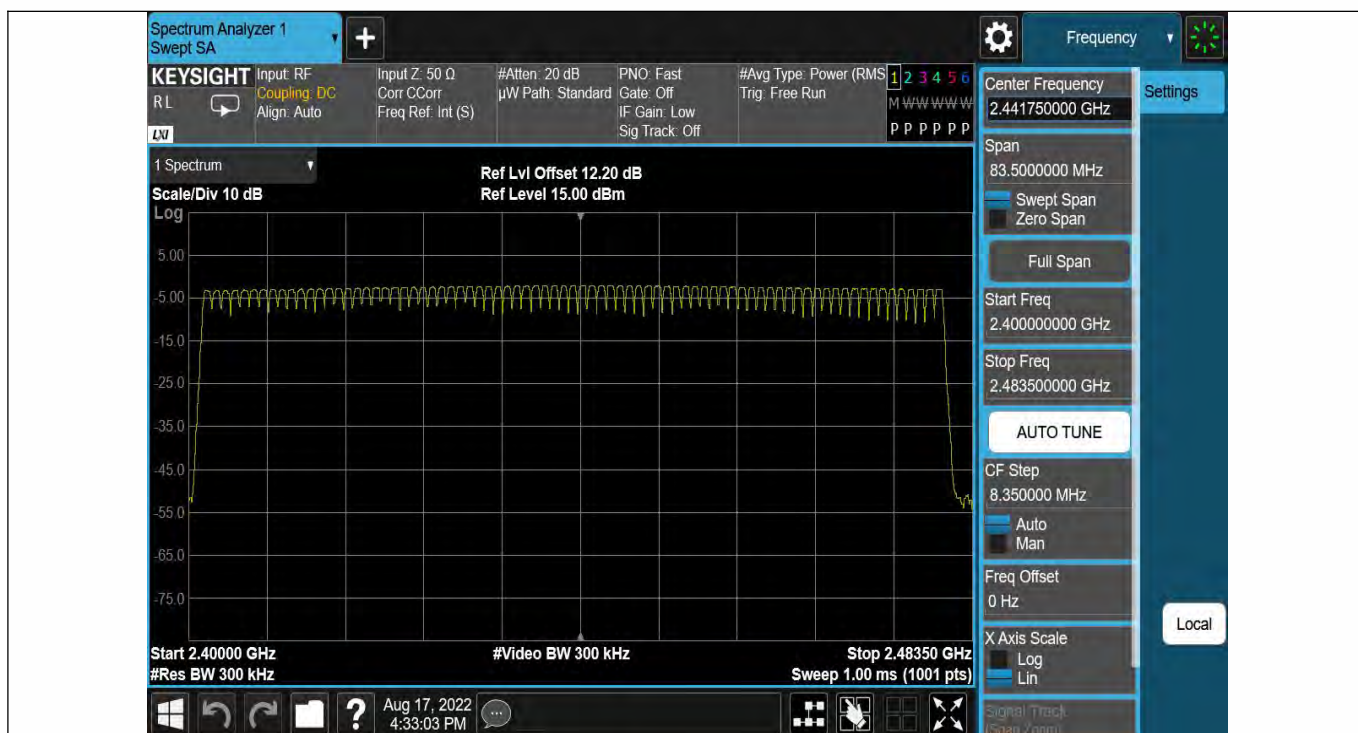 Spectrum Analyzer 1
Swept SA
Frequency
KEYSIGHT
RL
LXI
Input: RF
Coupling: DC
Align: Auto
Input Z: 50 Ω
Corr CCorr
Freq Ref: Int (S)
#Atten: 20 dB
µW Path: Standard
PNO: Fast
Gate: Off
IF Gain: Low
Sig Track: Off
#Avg Type: Power (RMS
Trig: Free Run
1 2 3 4 5 6
M W W W W W
P P P P P P
Center Frequency
2.441750000 GHz
Settings
Span
83.5000000 MHz
Swept Span
Zero Span
Full Span
Start Freq
2.400000000 GHz
Stop Freq
2.483500000 GHz
AUTO TUNE
CF Step
8.350000 MHz
Auto
Man
Freq Offset
0 Hz
X Axis Scale
Log
Lin
Signal Track
(Span Zoom)
Local
1 Spectrum
Scale/Div 10 dB
Ref Lvl Offset 12.20 dB
Ref Level 15.00 dBm
Log
5.00
-5.00
-15.0
-25.0
-35.0
-45.0
-55.0
-65.0
-75.0
Start 2.40000 GHz
#Video BW 300 kHz
Stop 2.48350 GHz
#Res BW 300 kHz
Sweep 1.00 ms (1001 pts)
?
Aug 17, 2022
4:33:03 PM